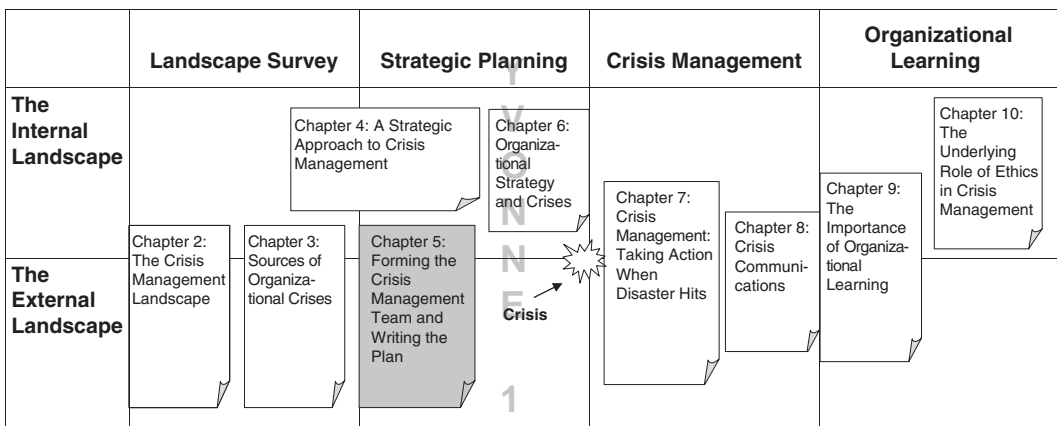 Landscape Survey
Strategic Planning
Crisis Management
Organizational
Learning
The
Internal
Landscape
Chapter 4: A Strategic
Approach to Crisis
Management
Chapter 6:
Organiza-
tional
Strategy
and Crises
Chapter 10:
The
Underlying
Role of Ethics
in Crisis
Management
The
External
Landscape
Chapter 2:
The Crisis
Management
Landscape
Chapter 3:
Sources of
Organiza-
tional Crises
Chapter 5:
Forming the
Crisis
Management
Team and
Writing the
Plan
Crisis
Chapter 7:
Crisis
Management:
Taking Action
When
Disaster Hits
Chapter 8:
Crisis
Communi-
cations
Chapter 9:
The
Importance
of Organiza-
tional
Learning
Y
V
O
N
N
E
1